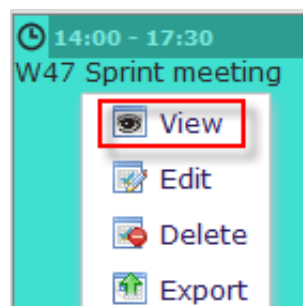 14:00 - 17:30
W47 Sprint meeting
View
Edit
Delete
Export